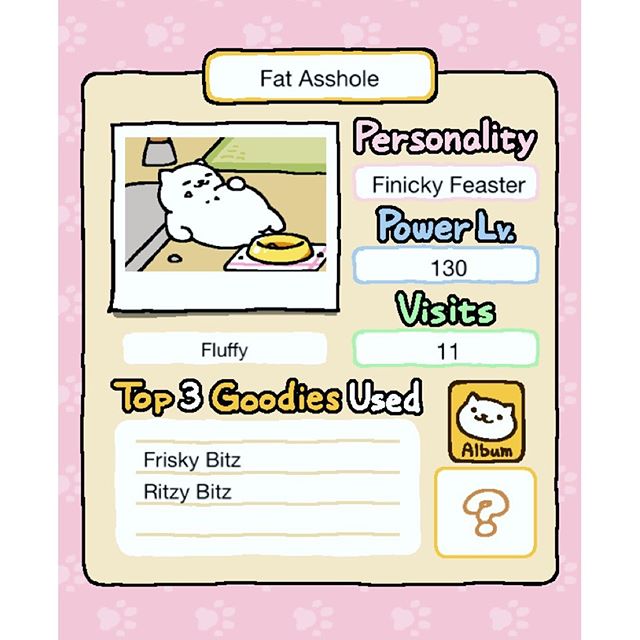 Fat Asshole
Personality
Finicky Feaster
Power Lv.
130
Visits
11
Fluffy
Top 3 Goodies Used
Frisky Bitz
Ritzy Bitz
Album
?